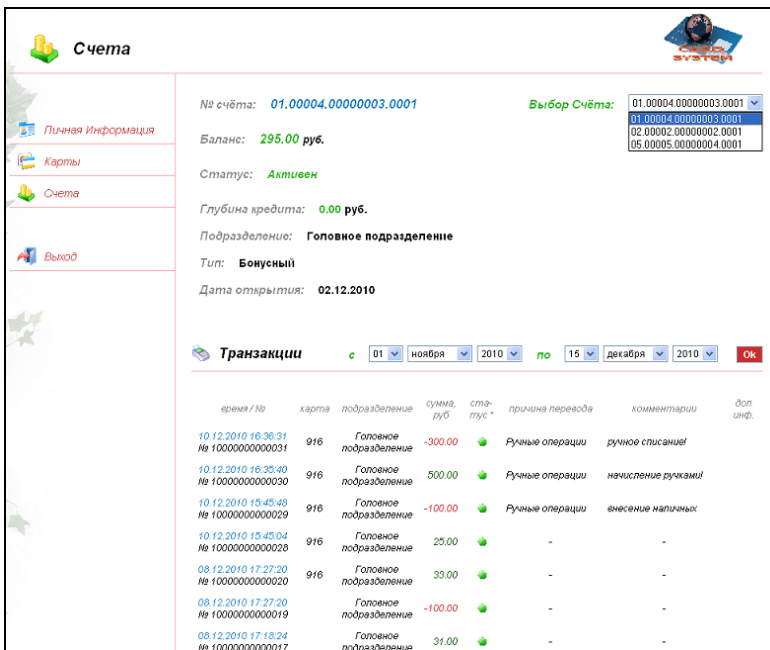 Счета
CARD
SYSTEM
Личная Информация
Карты
Счета
Выход
№ счёта: 01.00004.00000003.0001
Выбор Счёта: 01.00004.00000003.0001
01.00004.00000003.0001
02.00002.00000002.0001
05.00005.00000004.0001
Баланс: 295.00 руб.
Статус: Активен
Глубина кредита: 0.00 руб.
Подразделение: Головное подразделение
Тип: Бонусный
Дата открытия: 02.12.2010
Транзакции с 01 ноября 2010 по 15 декабря 2010 Ok
время / № карта подразделение сумма, руб ста-тус * причина перевода комментарии доп инф.
10.12.2010 16:36:31 916 Головное -300.00 Ручные операции ручное списание!
№ 10000000000031 подразделение
10.12.2010 16:35:40 916 Головное 500.00 Ручные операции начисление ручками!
№ 10000000000030 подразделение
10.12.2010 15:45:48 916 Головное -100.00 Ручные операции внесение наличных
№ 10000000000029 подразделение
10.12.2010 15:45:04 916 Головное 25.00 - -
№ 10000000000028 подразделение
08.12.2010 17:27:20 916 Головное 33.00 - -
№ 10000000000020 подразделение
08.12.2010 17:27:20 Головное -100.00 - -
№ 10000000000019 подразделение
08.12.2010 17:18:24 Головное 31.00 - -
№ 10000000000017 подразделение